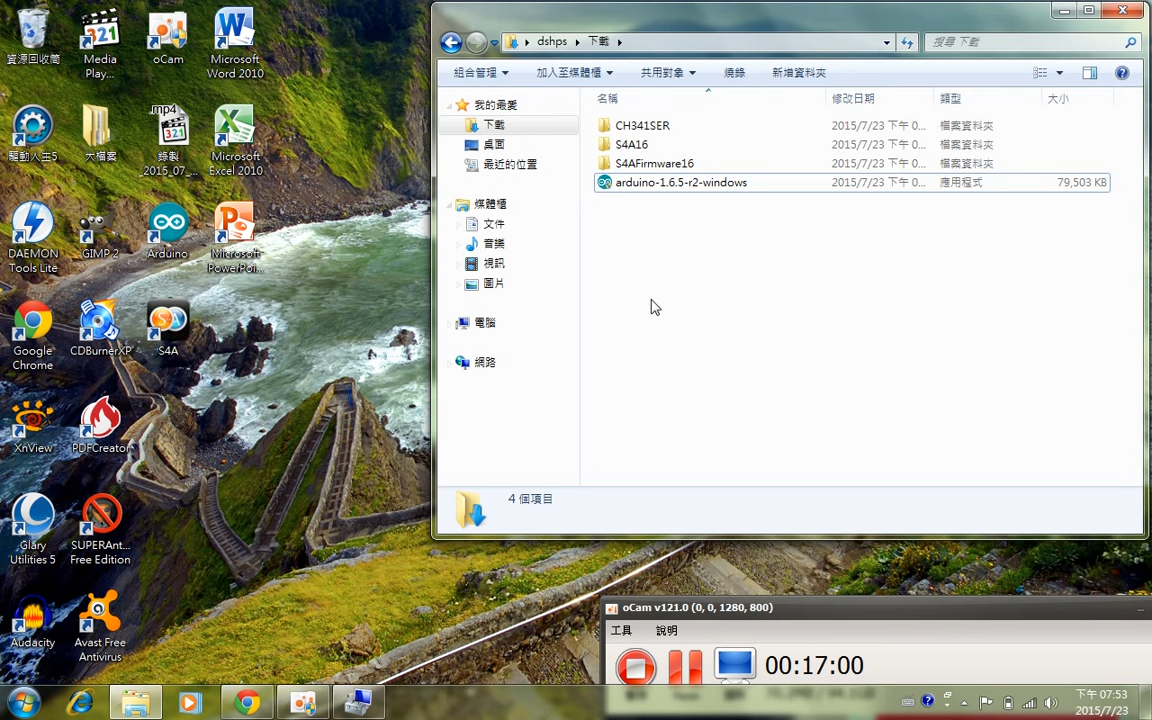 資源回收筒
Media
Play...
oCam
Microsoft
Word 2010
驅動人生5
大檔案
.mp4
321
錄製
_2015_07_...
Microsoft
Excel 2010
DAEMON
Tools Lite
GIMP 2
Arduino
Microsoft
PowerPoi...
Google
Chrome
CDBurnerXP
S4A
XnView
PDFCreator
Glary
Utilities 5
SUPERAnt...
Free Edition
Audacity
Avast Free
Antivirus
dshps
下載
搜尋 下載
組合管理
加入至媒體櫃
共用對象
燒錄
新增資料夾
我的最愛
下載
桌面
最近的位置
媒體櫃
文件
音樂
視訊
圖片
電腦
網路
名稱
修改日期
類型
大小
CH341SER
2015/7/23 下午 0...
檔案資料夾
S4A16
2015/7/23 下午 0...
檔案資料夾
S4AFirmware16
2015/7/23 下午 0...
檔案資料夾
arduino-1.6.5-r2-windows
2015/7/23 下午 0...
應用程式
79,503 KB
4 個項目
oCam v121.0 (0, 0, 1280, 800)
工具
說明
00:17:00
下午 07:53
2015/7/23